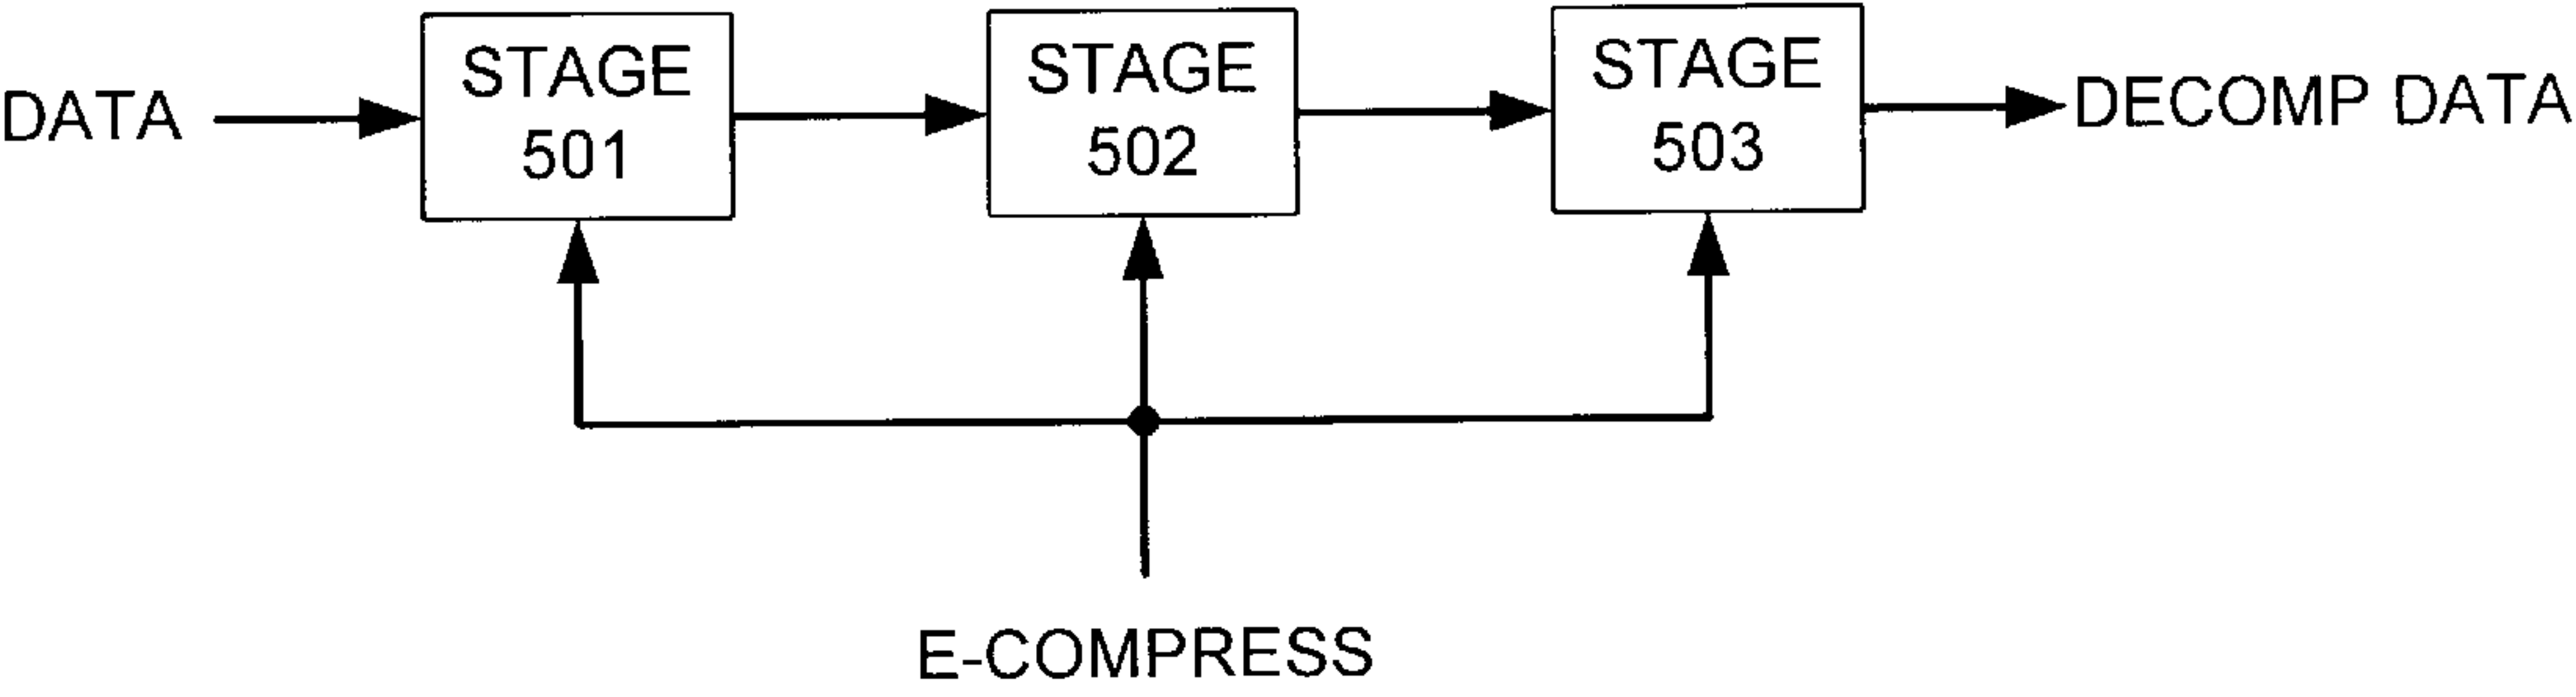 DATA
STAGE
501
STAGE
502
STAGE
503
DECOMP DATA
E-COMPRESS